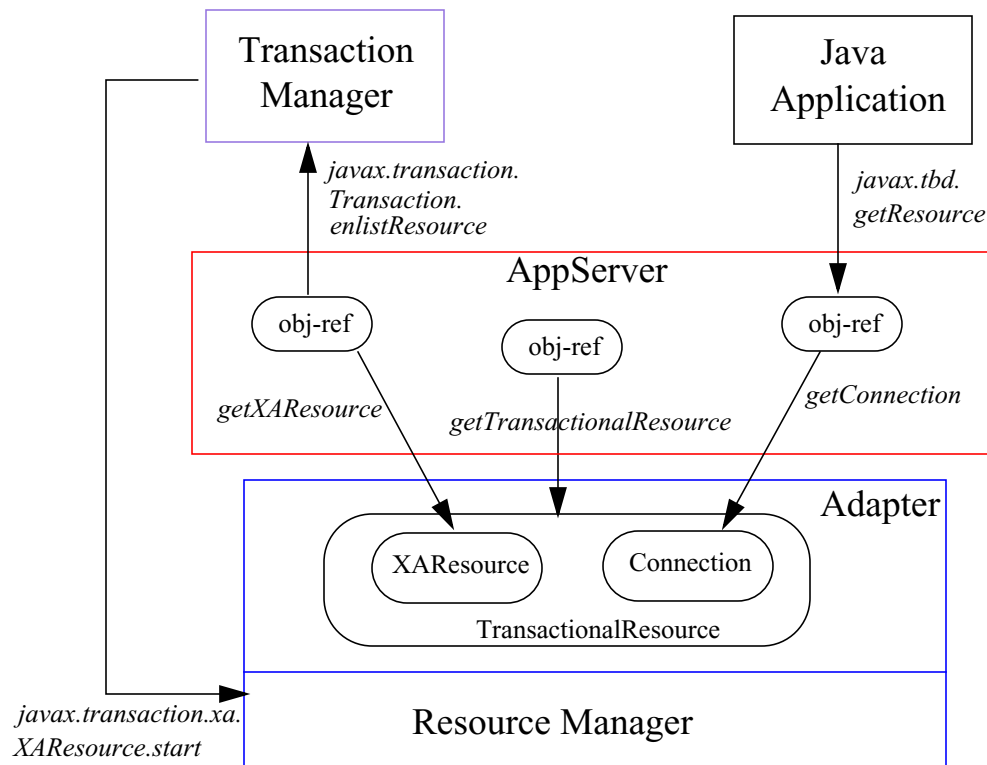 Transaction
Manager
Java
Application
javax.transaction.
Transaction.
enlistResource
javax.tbd.
getResource
AppServer
obj-ref
obj-ref
obj-ref
getXAResource
getTransactionalResource
getConnection
Adapter
XAResource
Connection
TransactionalResource
javax.transaction.xa.
XAResource.start
Resource Manager